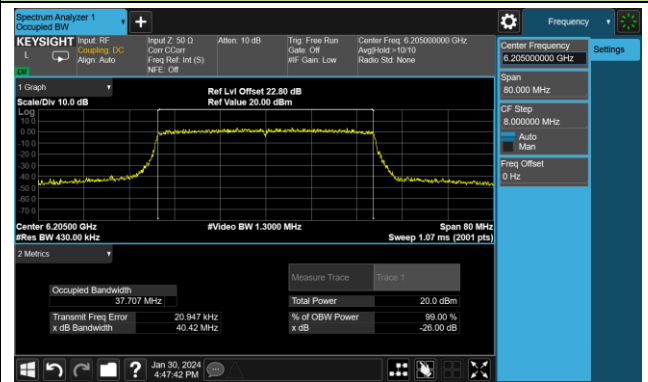 Spectrum Analyzer 1
Occupied BW
Frequency
KEYSIGHT
L
LW
Input: RF
Coupling: DC
Align: Auto
Input Z: 50 Ω
Corr CCorr
Freq Ref: Int (S)
NFE: Off
Atten: 10 dB
Trig: Free Run
Gate: Off
#IF Gain: Low
Center Freq: 6.205000000 GHz
Avg|Hold:>10/10
Radio Std: None
Center Frequency
6.205000000 GHz
Settings
Span
80.000 MHz
CF Step
8.000000 MHz
Auto
Man
Freq Offset
0 Hz
1 Graph
Scale/Div 10.0 dB
Ref Lvl Offset 22.80 dB
Ref Value 20.00 dBm
Log
10.0
0.00
-10.0
-20.0
-30.0
-40.0
-50.0
-60.0
-70.0
Center 6.20500 GHz
#Video BW 1.3000 MHz
Span 80 MHz
#Res BW 430.00 kHz
Sweep 1.07 ms (2001 pts)
2 Metrics
Measure Trace
Trace 1
Occupied Bandwidth
37.707 MHz
Total Power
20.0 dBm
Transmit Freq Error
20.947 kHz
% of OBW Power
99.00 %
x dB Bandwidth
40.42 MHz
x dB
-26.00 dB
?
Jan 30, 2024
4:47:42 PM